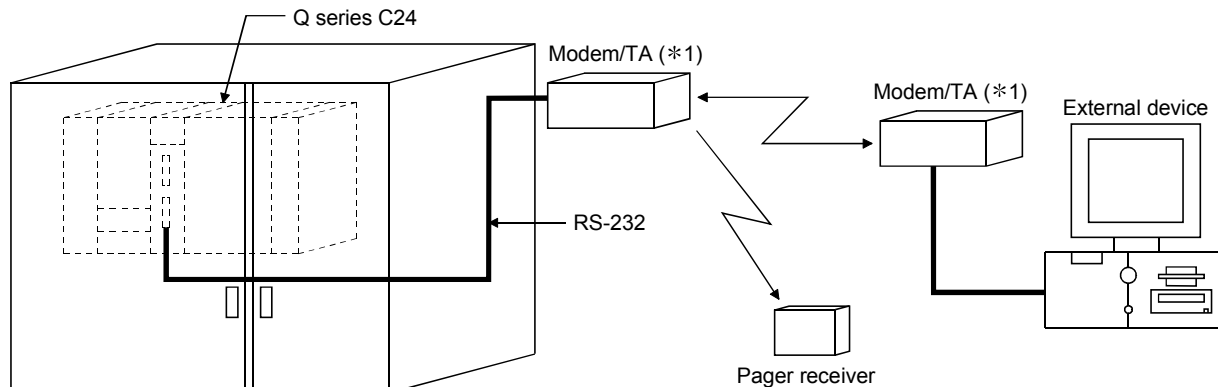 Q series C24
Modem/TA (*1)
Modem/TA (*1)
External device
RS-232
Pager receiver